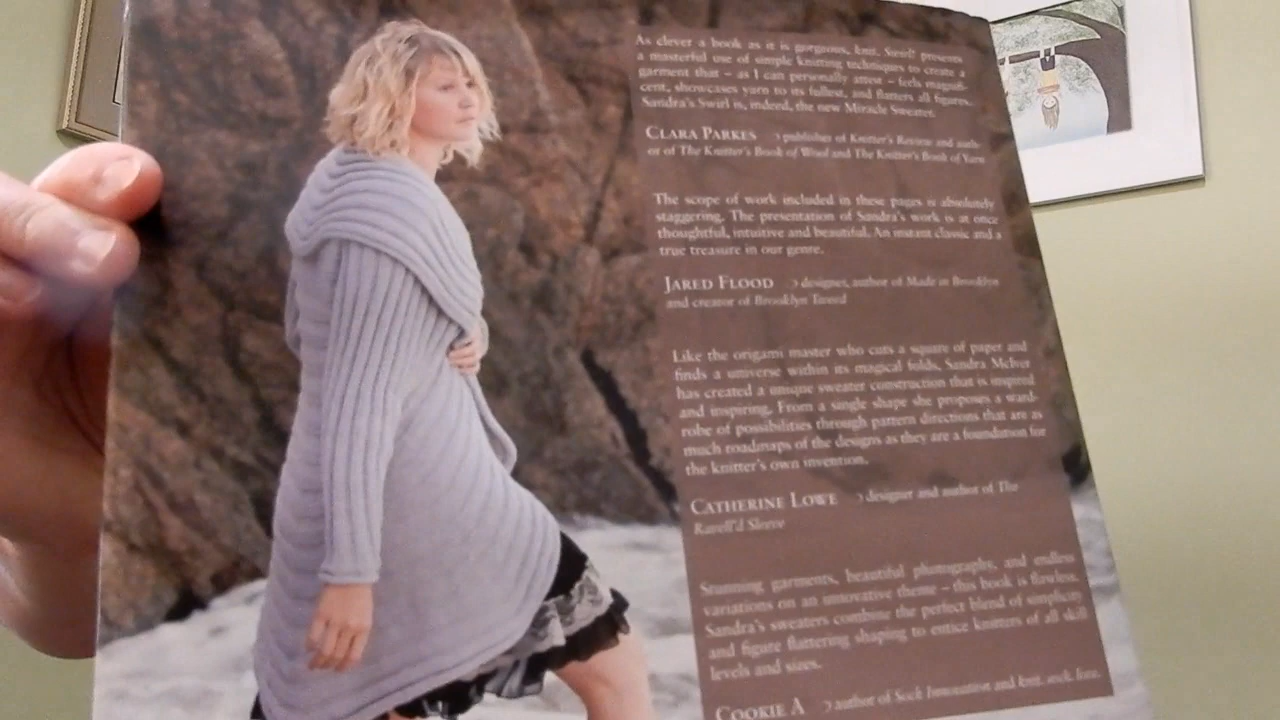 As clever a book as it is gorgeous, knit, Swirl! presents
a masterful use of simple knitting techniques to create a
garment that – as I can personally attest – feels magnifi-
cent, showcases yarn to its fullest, and flatters all figures.
Sandra's Swirl is, indeed, the new Miracle Sweater.
CLARA PARKES publisher of Knitter's Review and auth-
or of The Knitter's Book of Wool and The Knitter's Book of Yarn
The scope of work included in these pages is absolutely
staggering. The presentation of Sandra's work is at once
thoughtful, intuitive and beautiful. An instant classic and a
true treasure in our genre.
JARED FLOOD designer, author of Made in Brooklyn
and creator of Brooklyn Tweed
Like the origami master who cuts a square of paper and
finds a universe within its magical folds, Sandra McIver
has created a unique sweater construction that is inspired
and inspiring. From a single shape she proposes a ward-
robe of possibilities through pattern directions that are as
much roadmaps of the designs as they are a foundation for
the knitter's own invention.
CATHERINE LOWE designer and author of The
Ravell'd Sleeve
Stunning garments, beautiful photography, and endless
variations on an innovative theme – this book is flawless.
Sandra's sweaters combine the perfect blend of simplicity
and figure flattering shaping to entice knitters of all skill
levels and sizes.
COOKIE A author of Sock Innovation and knit. sock. love.